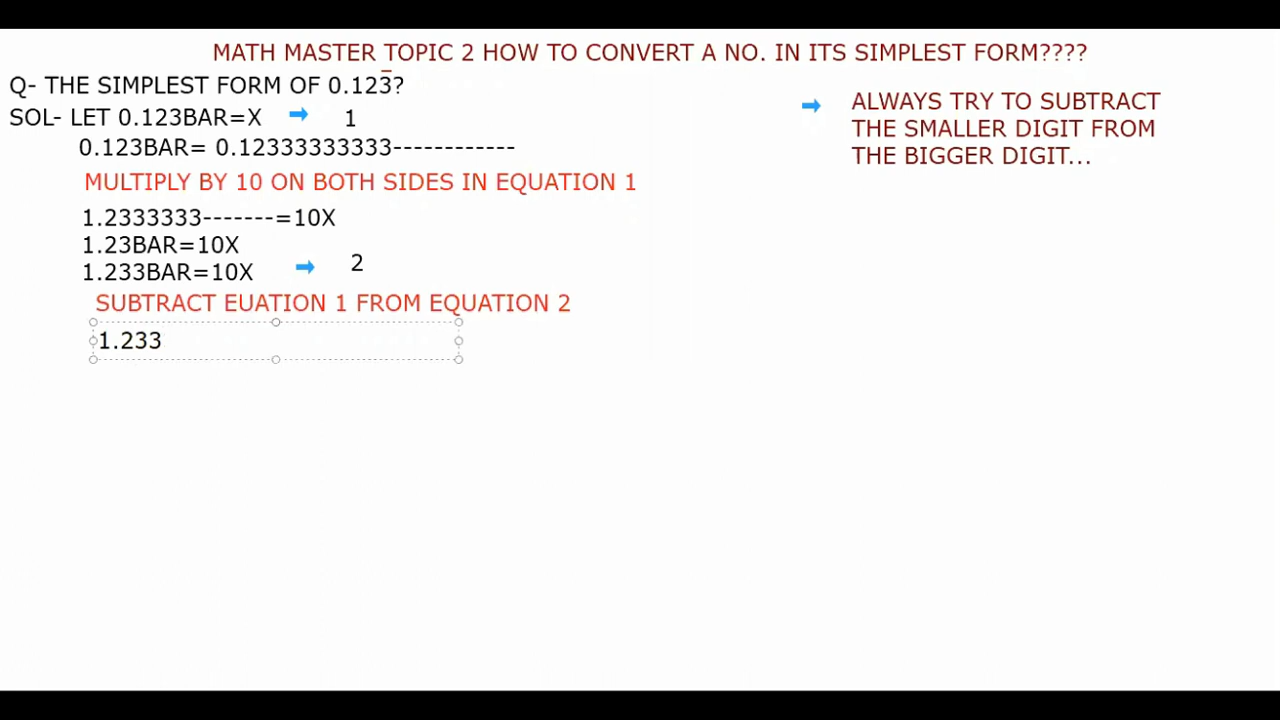 MATH MASTER TOPIC 2 HOW TO CONVERT A NO. IN ITS SIMPLEST FORM????
Q- THE SIMPLEST FORM OF 0.123̅?
SOL- LET 0.123BAR=X ➡ 1
0.123BAR= 0.12333333333------------
MULTIPLY BY 10 ON BOTH SIDES IN EQUATION 1
1.2333333-------=10X
1.23BAR=10X
1.233BAR=10X ➡ 2
SUBTRACT EUATION 1 FROM EQUATION 2
1.233
➡ ALWAYS TRY TO SUBTRACT
THE SMALLER DIGIT FROM
THE BIGGER DIGIT...